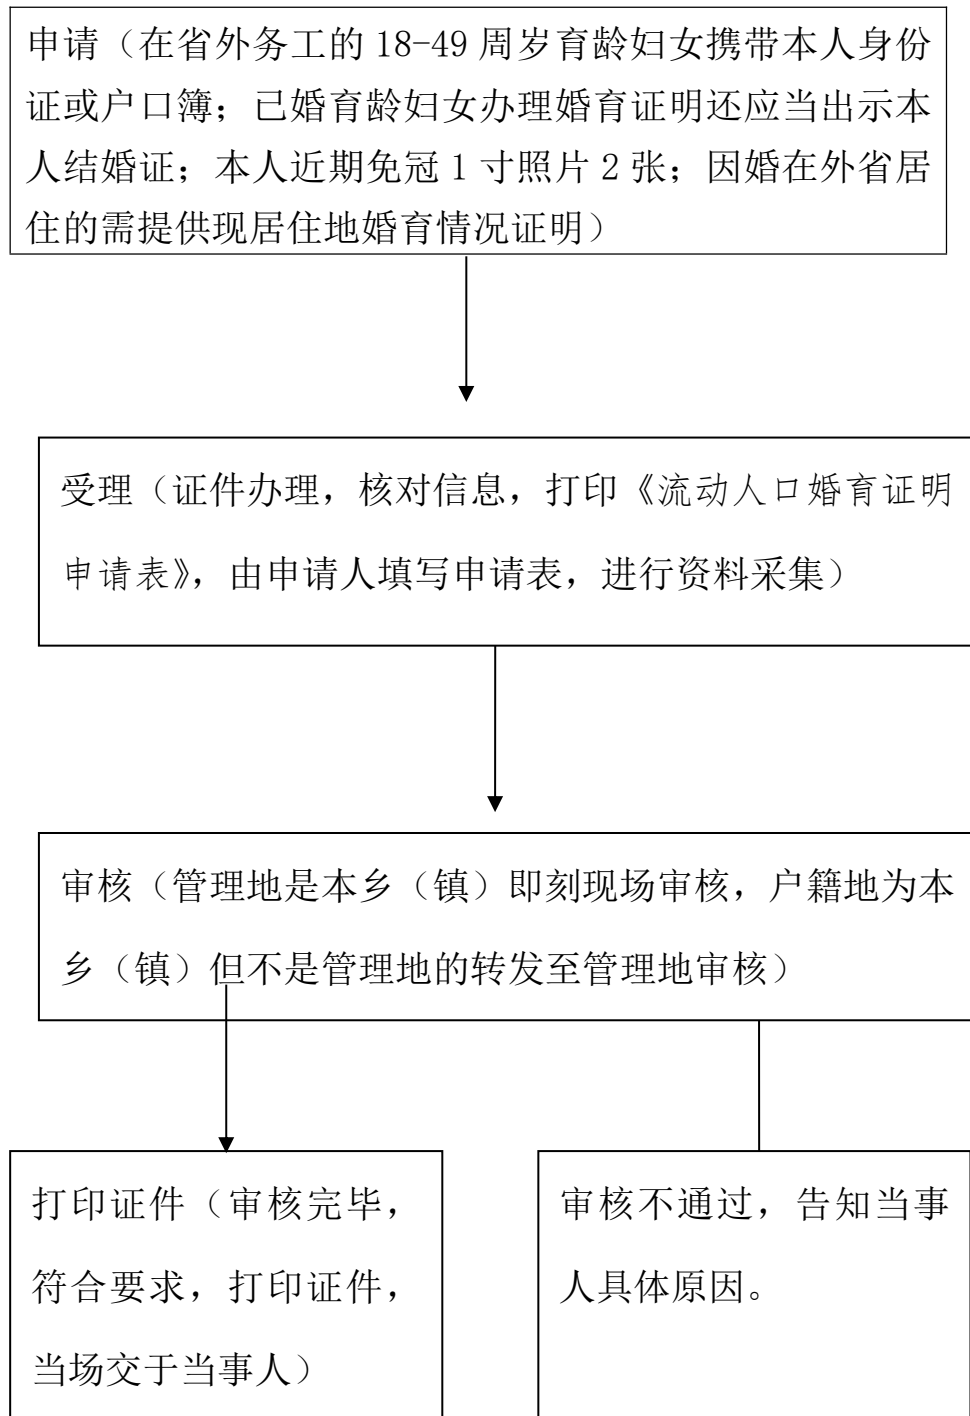 申请（在省外务工的 18-49 周岁育龄妇女携带本人身份
证或户口簿；已婚育龄妇女办理婚育证明还应当出示本
人结婚证；本人近期免冠 1 寸照片 2 张；因婚在外省居
住的需提供现居住地婚育情况证明）
受理（证件办理，核对信息，打印《流动人口婚育证明
申请表》，由申请人填写申请表，进行资料采集）
审核（管理地是本乡（镇）即刻现场审核，户籍地为本
乡（镇）但不是管理地的转发至管理地审核）
打印证件（审核完毕，
符合要求，打印证件，
当场交于当事人）
审核不通过，告知当事
人具体原因。